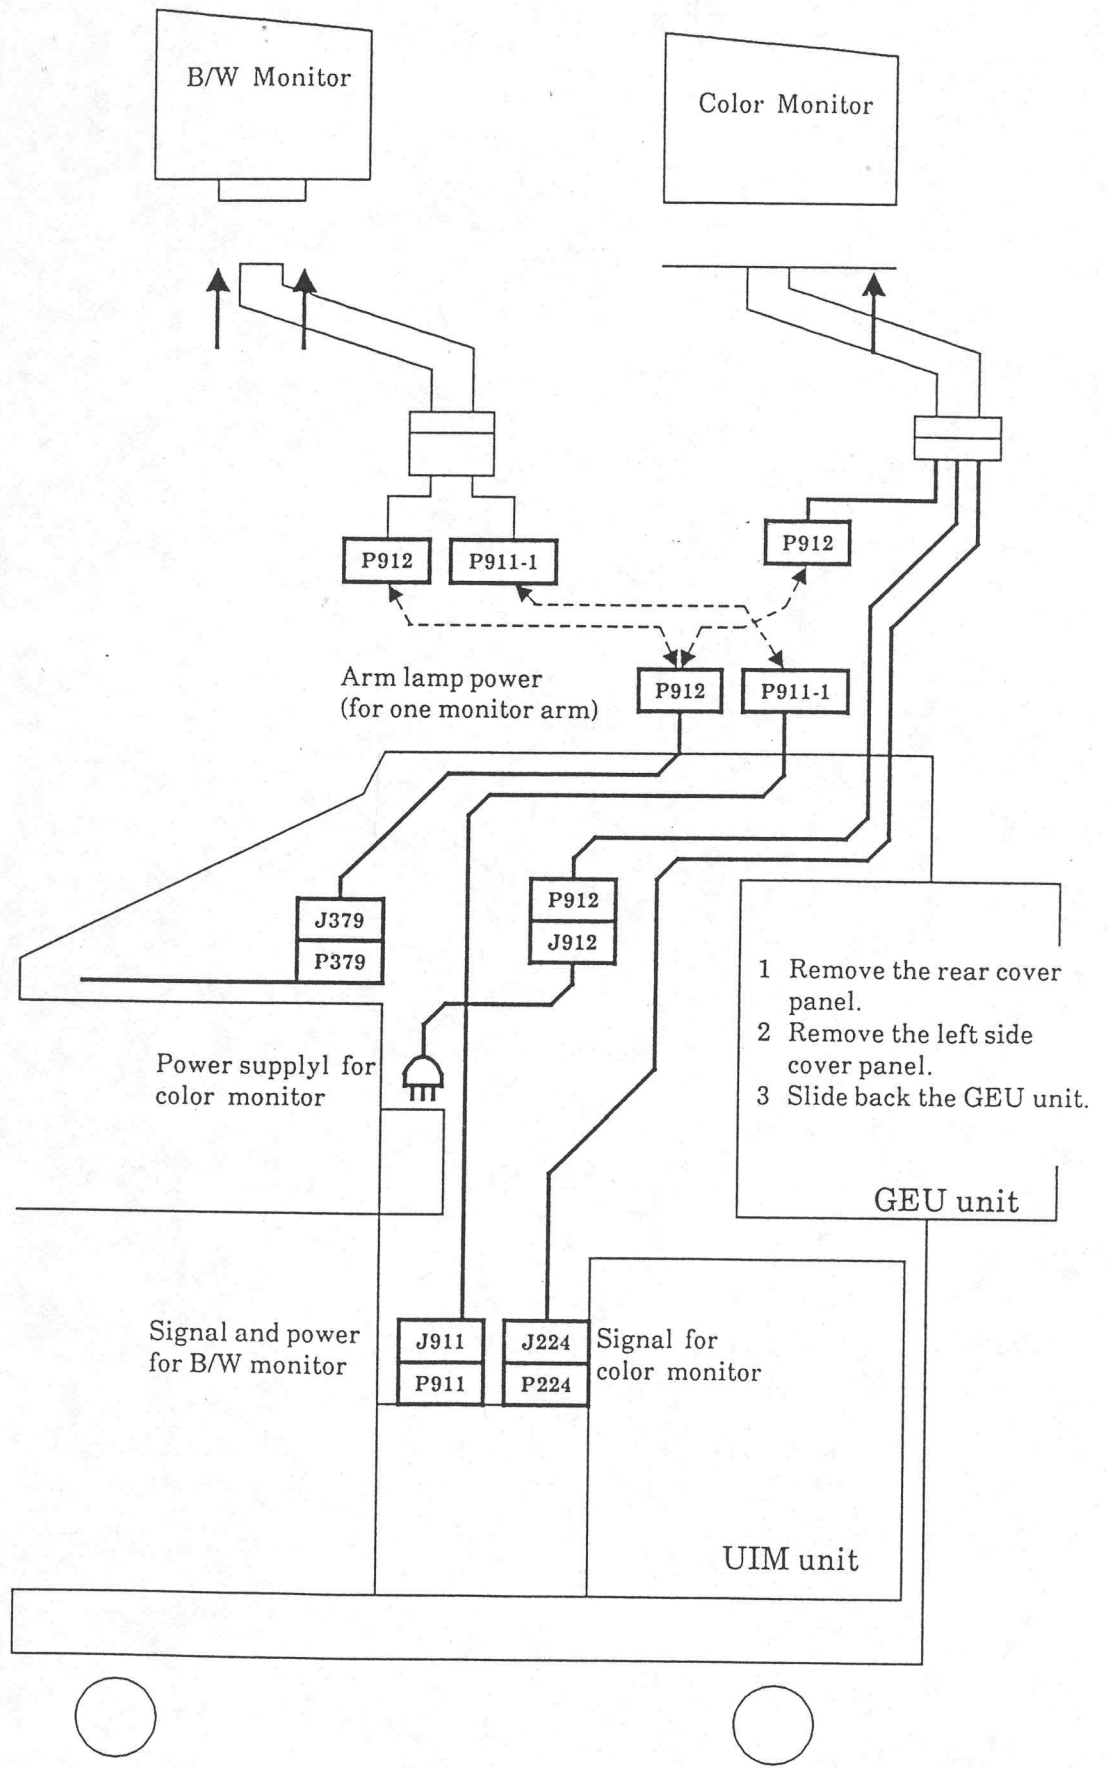 B/W Monitor
Color Monitor
P912
P911-1
P912
Arm lamp power
(for one monitor arm)
P912
P911-1
J379
P379
P912
J912
1 Remove the rear cover
panel.
2 Remove the left side
cover panel.
3 Slide back the GEU unit.
Power supplyl for
color monitor
GEU unit
Signal and power
for B/W monitor
J911
P911
J224
P224
Signal for
color monitor
UIM unit